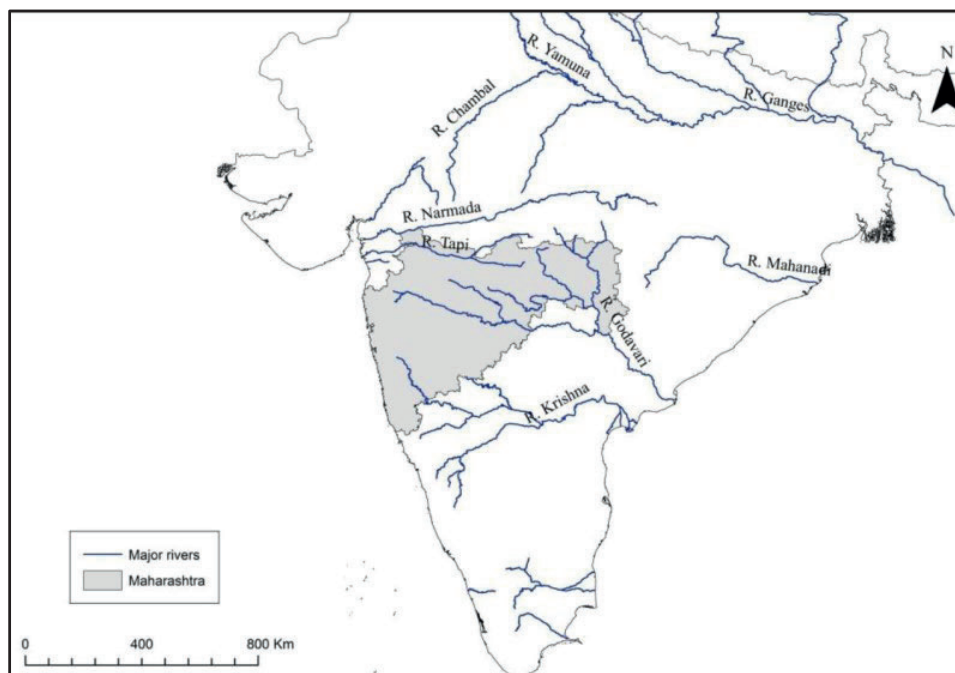 N
R. Yamuna
R. Ganges
R. Chambal
R. Narmada
R. Tapi
R. Mahanadi
R. Godavari
R. Krishna
Major rivers
Maharashtra
0 400 800 Km